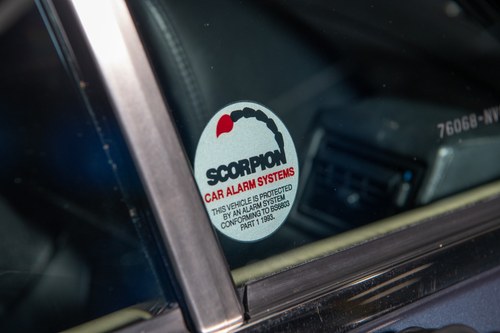 SCORPION
CAR ALARM SYSTEMS
THIS VEHICLE IS PROTECTED
BY AN ALARM SYSTEM
CONFORMING TO BS6803
PART 1 1993.
76068-NV